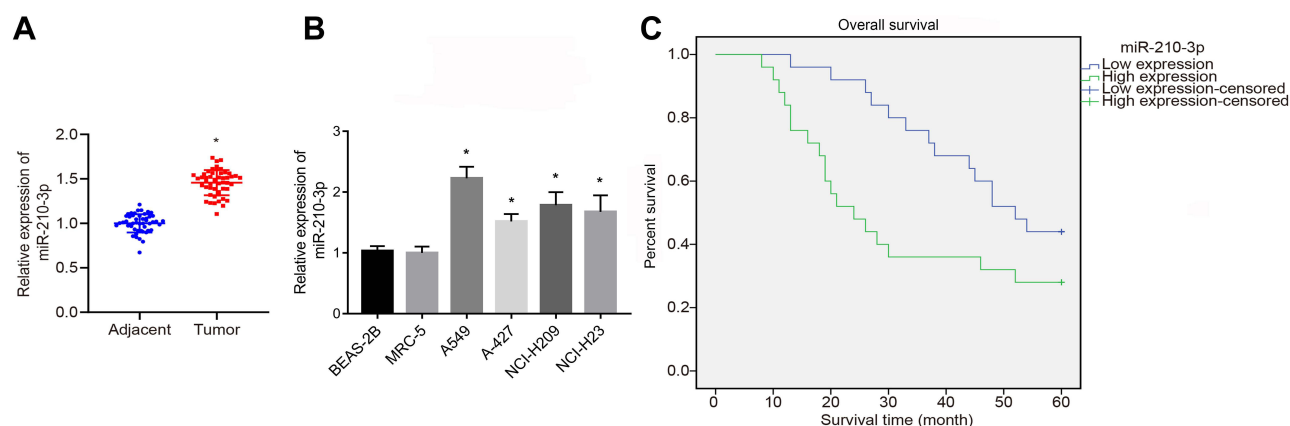 A
Relative expression of
miR-210-3p
2.0
1.5
1.0
0.5
0.0
*
Adjacent
Tumor
B
Relative expression of
miR-210-3p
3
2
1
0
*
*
*
*
BEAS-2B
MRC-5
A549
A-427
NCI-H209
NCI-H23
C
Overall survival
Percent survival
1.0
0.8
0.6
0.4
0.2
0.0
0
10
20
30
40
50
60
Survival time (month)
miR-210-3p
Low expression
High expression
Low expression-censored
High expression-censored